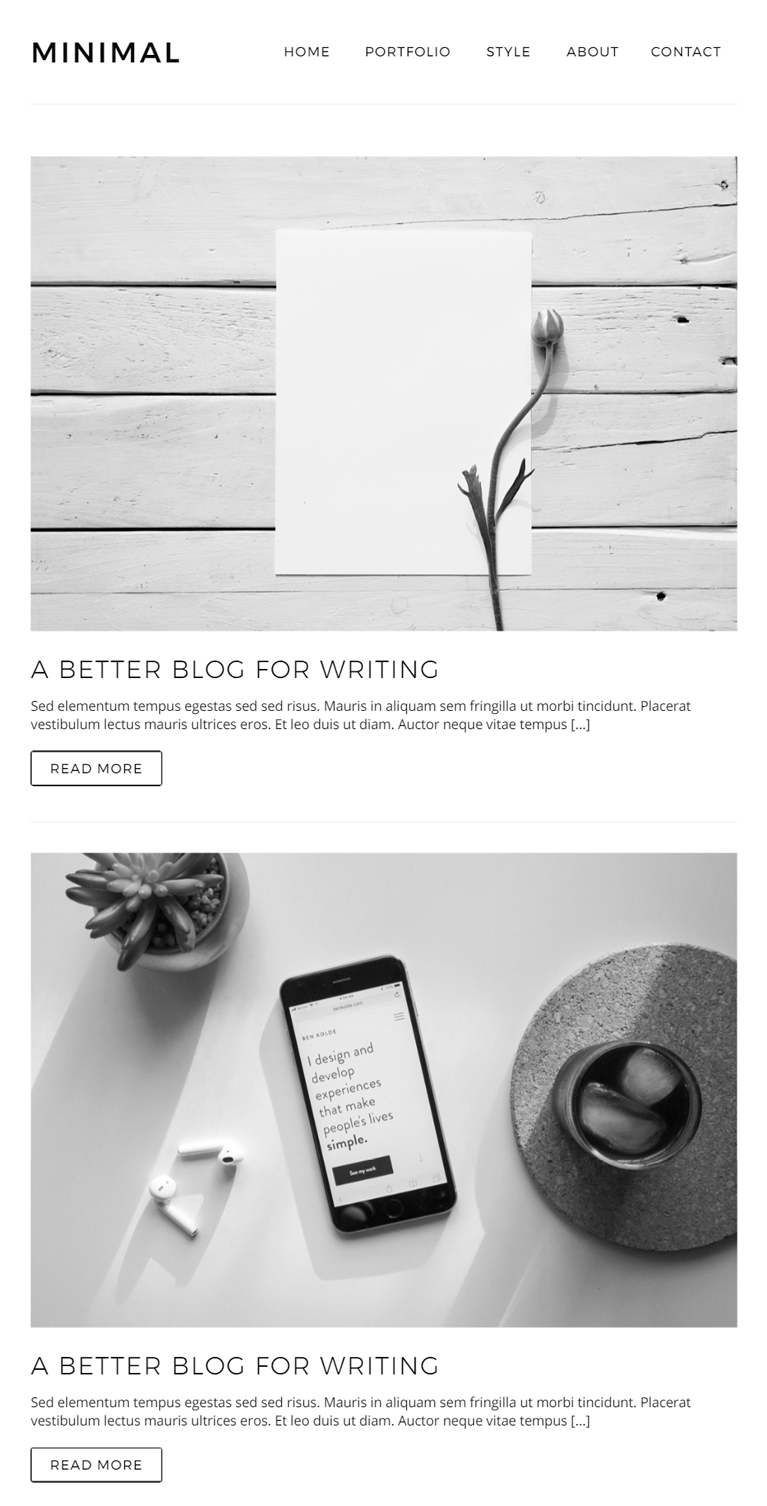 MINIMAL
HOME PORTFOLIO STYLE ABOUT CONTACT
A BETTER BLOG FOR WRITING
Sed elementum tempus egestas sed sed risus. Mauris in aliquam sem fringilla ut morbi tincidunt. Placerat
vestibulum lectus mauris ultrices eros. Et leo duis ut diam. Auctor neque vitae tempus [...]
READ MORE
BEN KOLDE
I design and
develop
experiences
that make
people's lives
simple.
See my work
A BETTER BLOG FOR WRITING
Sed elementum tempus egestas sed sed risus. Mauris in aliquam sem fringilla ut morbi tincidunt. Placerat
vestibulum lectus mauris ultrices eros. Et leo duis ut diam. Auctor neque vitae tempus [...]
READ MORE